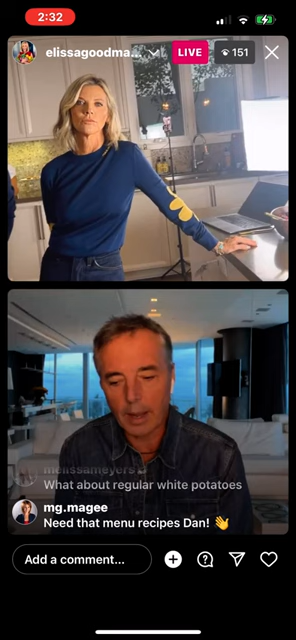 2:32
elissagoodma...
LIVE
151
melissameyers
What about regular white potatoes
mg.magee
Need that menu recipes Dan! 👋
Add a comment...